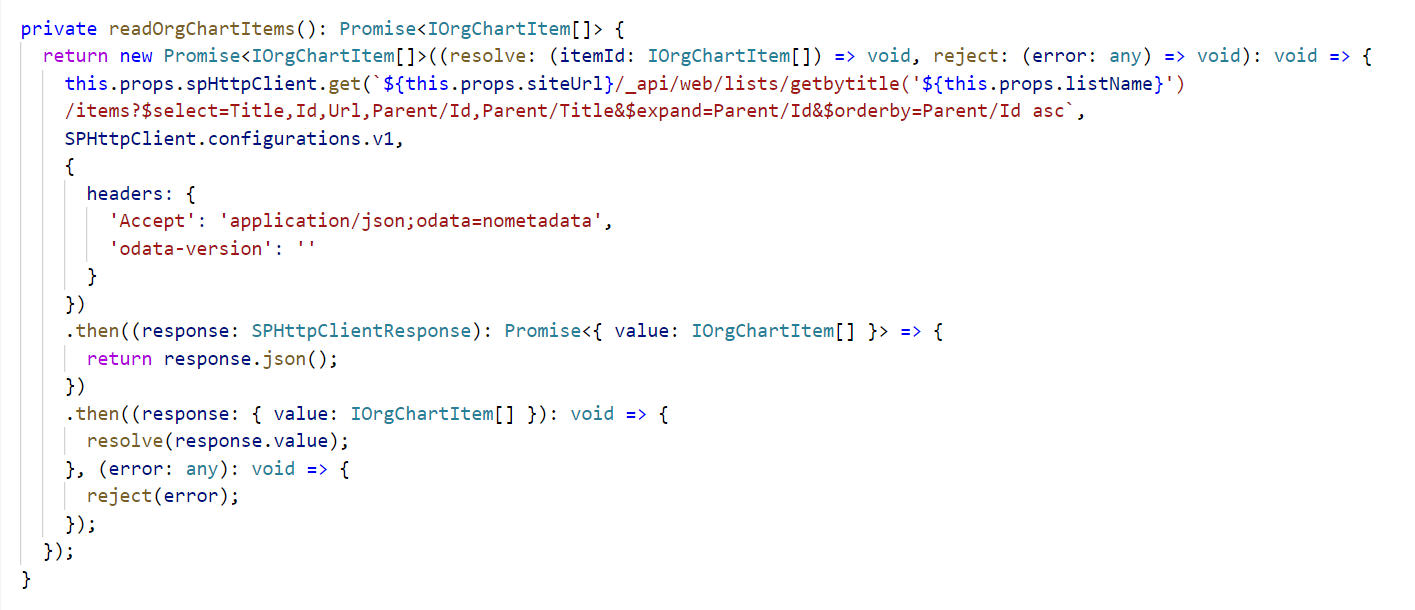 private readOrgChartItems(): Promise<IOrgChartItem[]> {
return new Promise<IOrgChartItem[]>((resolve: (itemId: IOrgChartItem[]) => void, reject: (error: any) => void): void => {
this.props.spHttpClient.get(`${this.props.siteUrl}/_api/web/lists/getbytitle('${this.props.listName}')
/items?$select=Title,Id,Url,Parent/Id,Parent/Title&$expand=Parent/Id&$orderby=Parent/Id asc`,
SPHttpClient.configurations.v1,
{
headers: {
'Accept': 'application/json;odata=nometadata',
'odata-version': ''
}
})
.then((response: SPHttpClientResponse): Promise<{ value: IOrgChartItem[] }> => {
return response.json();
})
.then((response: { value: IOrgChartItem[] }): void => {
resolve(response.value);
}, (error: any): void => {
reject(error);
});
});
}